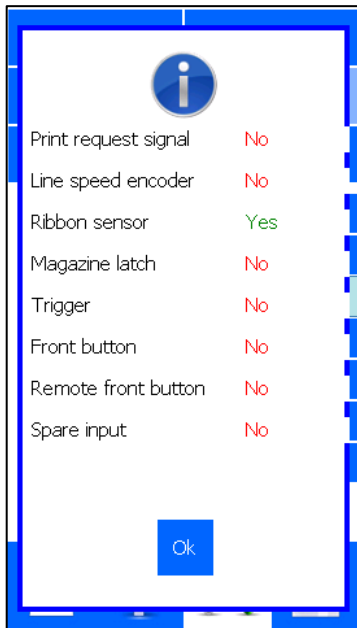 Print request signal No
Line speed encoder No
Ribbon sensor Yes
Magazine latch No
Trigger No
Front button No
Remote front button No
Spare input No
Ok